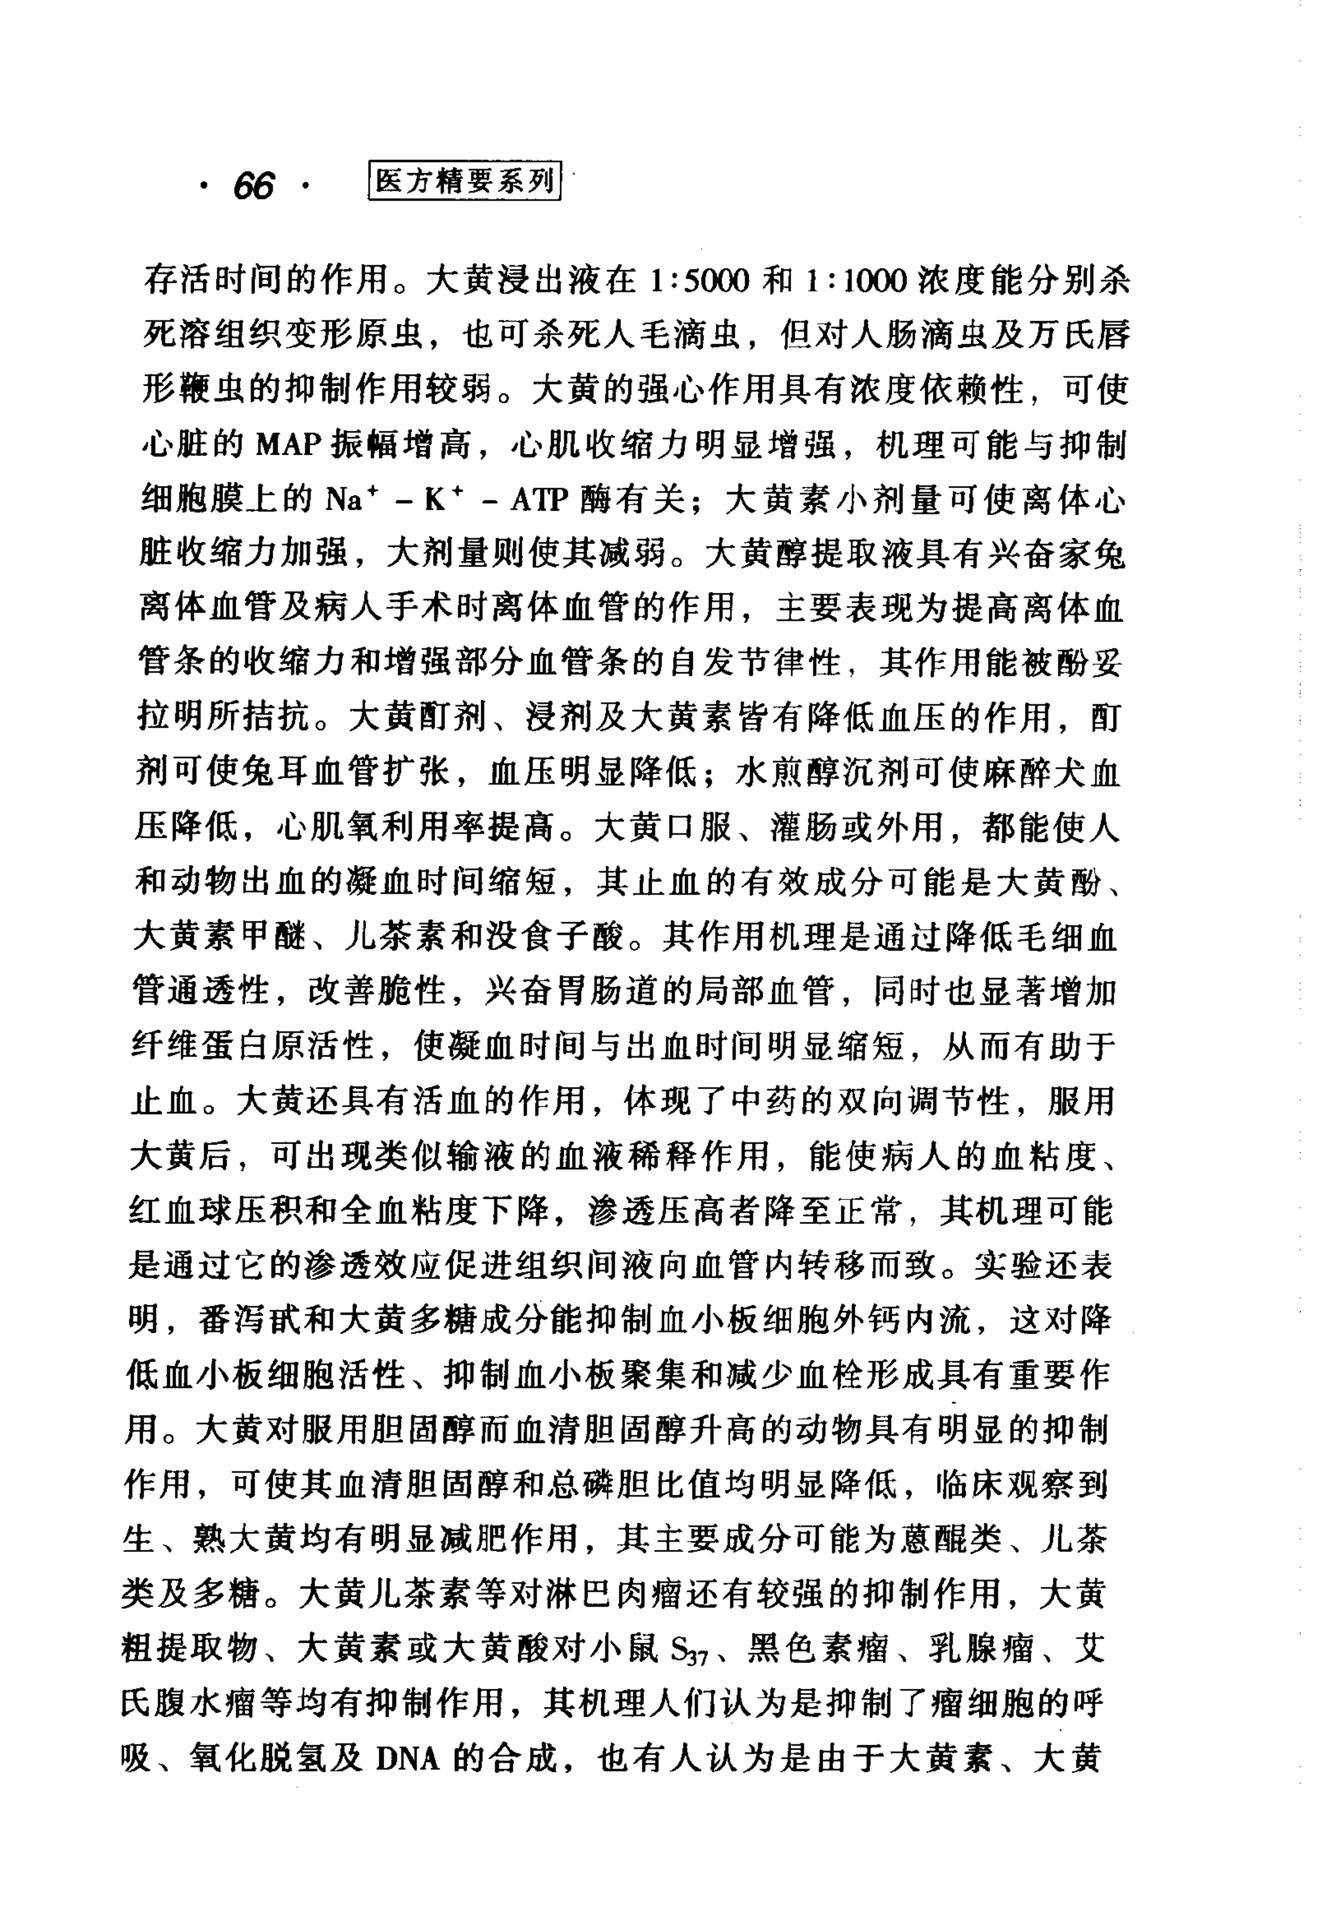 · 66 · 医方精要系列
存活时间的作用。大黄浸出液在 1:5000 和 1:1000 浓度能分别杀
死溶组织变形原虫，也可杀死人毛滴虫，但对人肠滴虫及万氏唇
形鞭虫的抑制作用较弱。大黄的强心作用具有浓度依赖性，可使
心脏的 MAP 振幅增高，心肌收缩力明显增强，机理可能与抑制
细胞膜上的 Na⁺ – K⁺ – ATP 酶有关；大黄素小剂量可使离体心
脏收缩力加强，大剂量则使其减弱。大黄醇提取液具有兴奋家兔
离体血管及病人手术时离体血管的作用，主要表现为提高离体血
管条的收缩力和增强部分血管条的自发节律性，其作用能被酚妥
拉明所拮抗。大黄酊剂、浸剂及大黄素皆有降低血压的作用，酊
剂可使兔耳血管扩张，血压明显降低；水煎醇沉剂可使麻醉犬血
压降低，心肌氧利用率提高。大黄口服、灌肠或外用，都能使人
和动物出血的凝血时间缩短，其止血的有效成分可能是大黄酚、
大黄素甲醚、儿茶素和没食子酸。其作用机理是通过降低毛细血
管通透性，改善脆性，兴奋胃肠道的局部血管，同时也显著增加
纤维蛋白原活性，使凝血时间与出血时间明显缩短，从而有助于
止血。大黄还具有活血的作用，体现了中药的双向调节性，服用
大黄后，可出现类似输液的血液稀释作用，能使病人的血粘度、
红血球压积和全血粘度下降，渗透压高者降至正常，其机理可能
是通过它的渗透效应促进组织间液向血管内转移而致。实验还表
明，番泻甙和大黄多糖成分能抑制血小板细胞外钙内流，这对降
低血小板细胞活性、抑制血小板聚集和减少血栓形成具有重要作
用。大黄对服用胆固醇而血清胆固醇升高的动物具有明显的抑制
作用，可使其血清胆固醇和总磷胆比值均明显降低，临床观察到
生、熟大黄均有明显减肥作用，其主要成分可能为蒽醌类、儿茶
类及多糖。大黄儿茶素等对淋巴肉瘤还有较强的抑制作用，大黄
粗提取物、大黄素或大黄酸对小鼠 S₃₇、黑色素瘤、乳腺瘤、艾
氏腹水瘤等均有抑制作用，其机理人们认为是抑制了瘤细胞的呼
吸、氧化脱氢及 DNA 的合成，也有人认为是由于大黄素、大黄